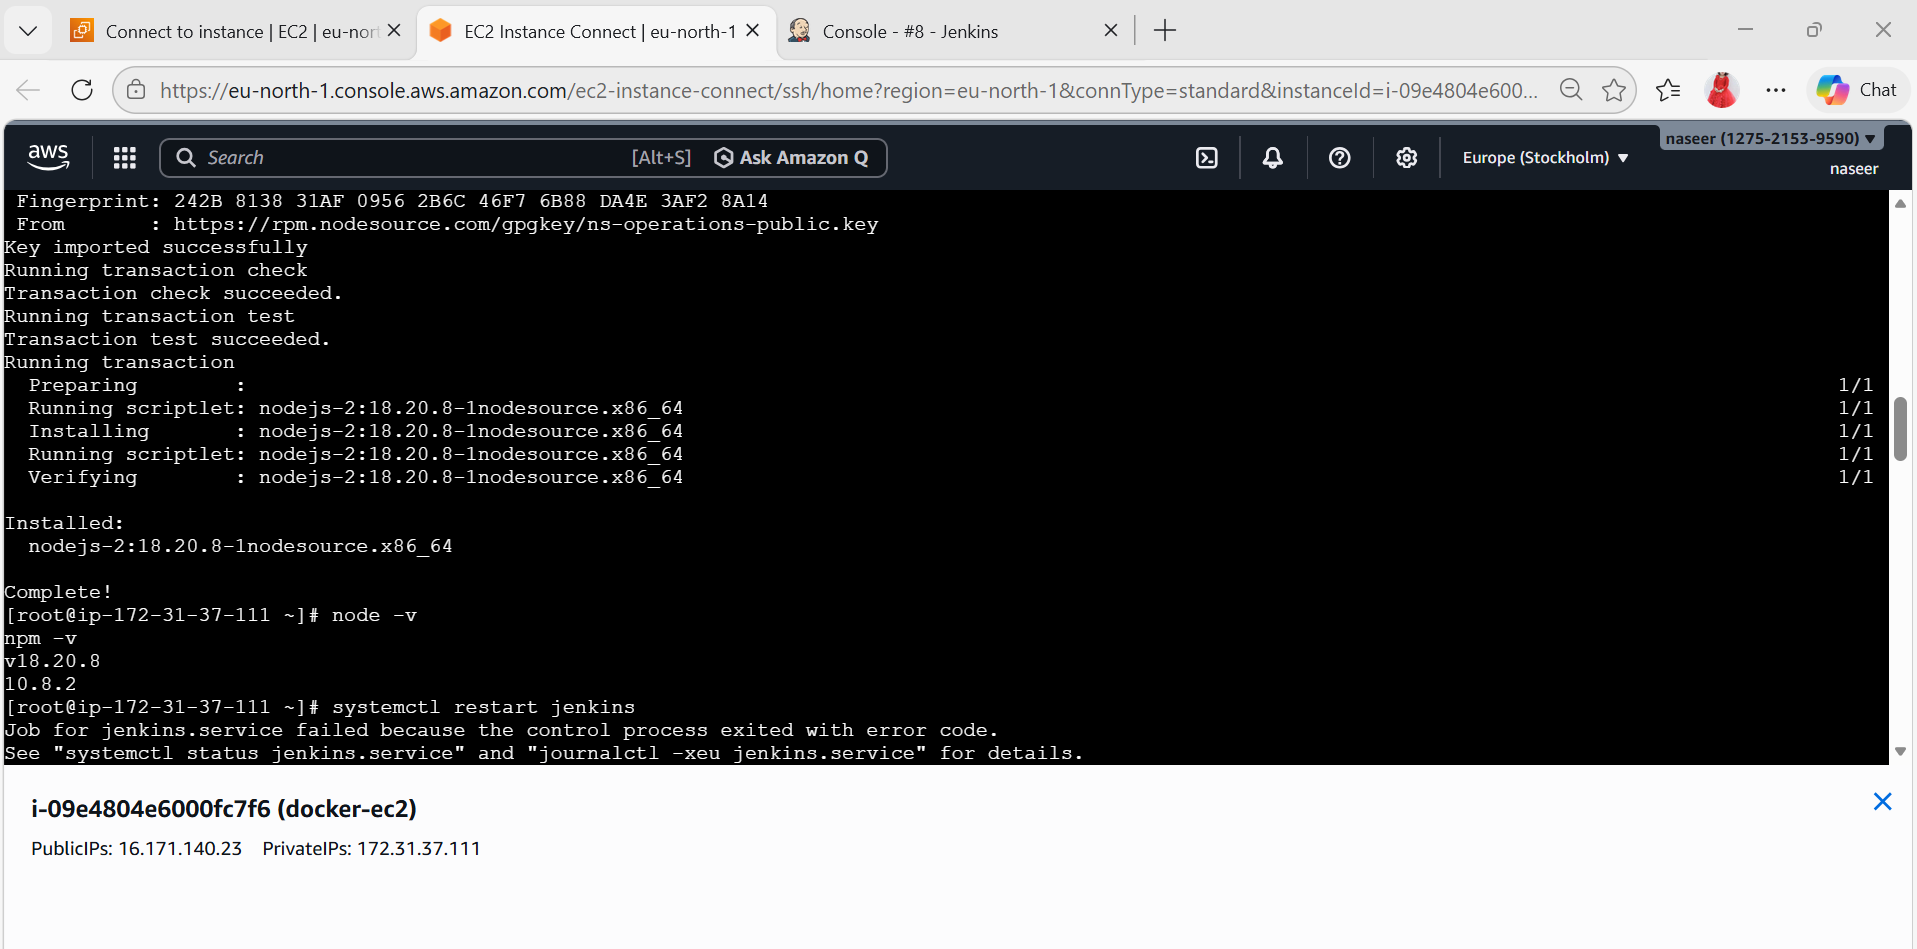 Connect to instance | EC2 | eu-nort
EC2 Instance Connect | eu-north-1
Console - #8 - Jenkins
https://eu-north-1.console.aws.amazon.com/ec2-instance-connect/ssh/home?region=eu-north-1&connType=standard&instanceId=i-09e4804e600...
Chat
aws
Search
[Alt+S]
Ask Amazon Q
Europe (Stockholm)
naseer (1275-2153-9590)
naseer
Fingerprint: 242B 8138 31AF 0956 2B6C 46F7 6B88 DA4E 3AF2 8A14
From       : https://rpm.nodesource.com/gpgkey/ns-operations-public.key
Key imported successfully
Running transaction check
Transaction check succeeded.
Running transaction test
Transaction test succeeded.
Running transaction
Preparing        : 1/1
Running scriptlet: nodejs-2:18.20.8-1nodesource.x86_64 1/1
Installing       : nodejs-2:18.20.8-1nodesource.x86_64 1/1
Running scriptlet: nodejs-2:18.20.8-1nodesource.x86_64 1/1
Verifying        : nodejs-2:18.20.8-1nodesource.x86_64 1/1
Installed:
nodejs-2:18.20.8-1nodesource.x86_64
Complete!
[root@ip-172-31-37-111 ~]# node -v
npm -v
v18.20.8
10.8.2
[root@ip-172-31-37-111 ~]# systemctl restart jenkins
Job for jenkins.service failed because the control process exited with error code.
See "systemctl status jenkins.service" and "journalctl -xeu jenkins.service" for details.
i-09e4804e6000fc7f6 (docker-ec2)
PublicIPs: 16.171.140.23 PrivateIPs: 172.31.37.111